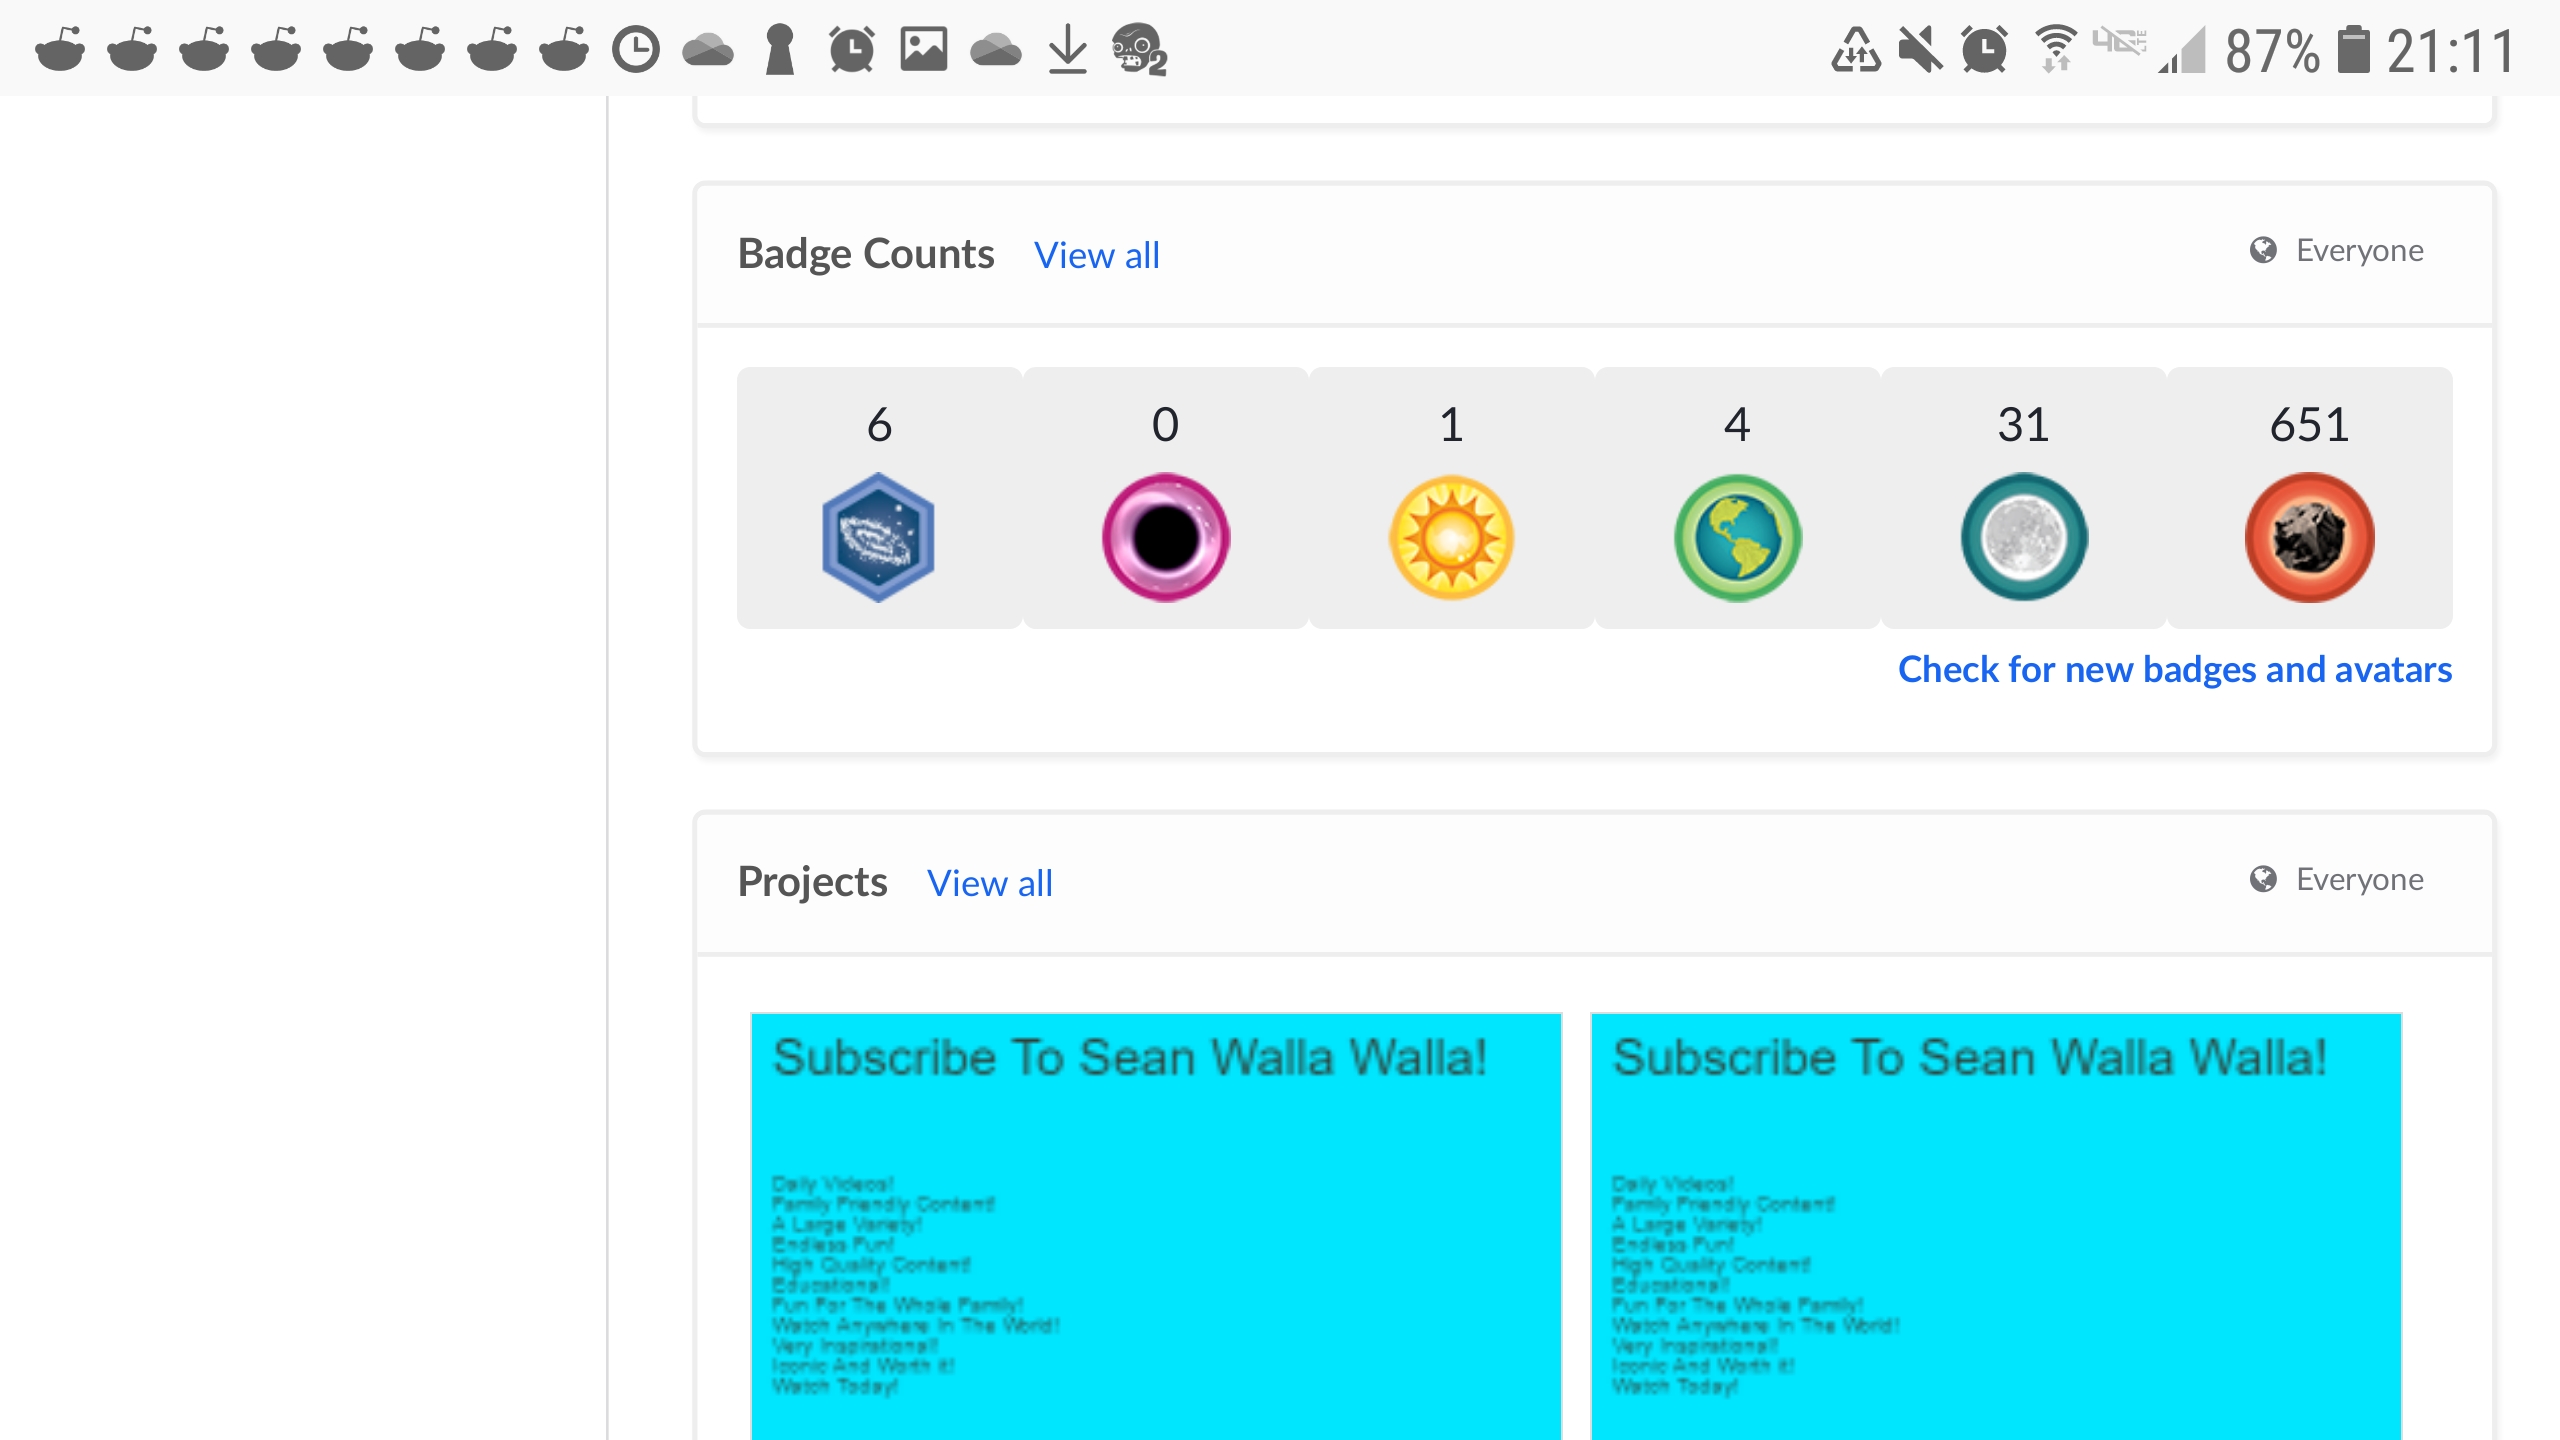 2 4G LTE 87% 21:11
Badge Counts View all Everyone
6 0 1 4 31 651
Check for new badges and avatars
Projects View all Everyone
Subscribe To Sean Walla Walla! Subscribe To Sean Walla Walla!
Daily Videos! Daily Videos!
Family Friendly Content! Family Friendly Content!
A Large Variety! A Large Variety!
Endless Fun! Endless Fun!
High Quality Content! High Quality Content!
Educational! Educational!
Fun For The Whole Family! Fun For The Whole Family!
Watch Anywhere In The World! Watch Anywhere In The World!
Very Inspirational! Very Inspirational!
Iconic And Worth It! Iconic And Worth It!
Watch Today! Watch Today!